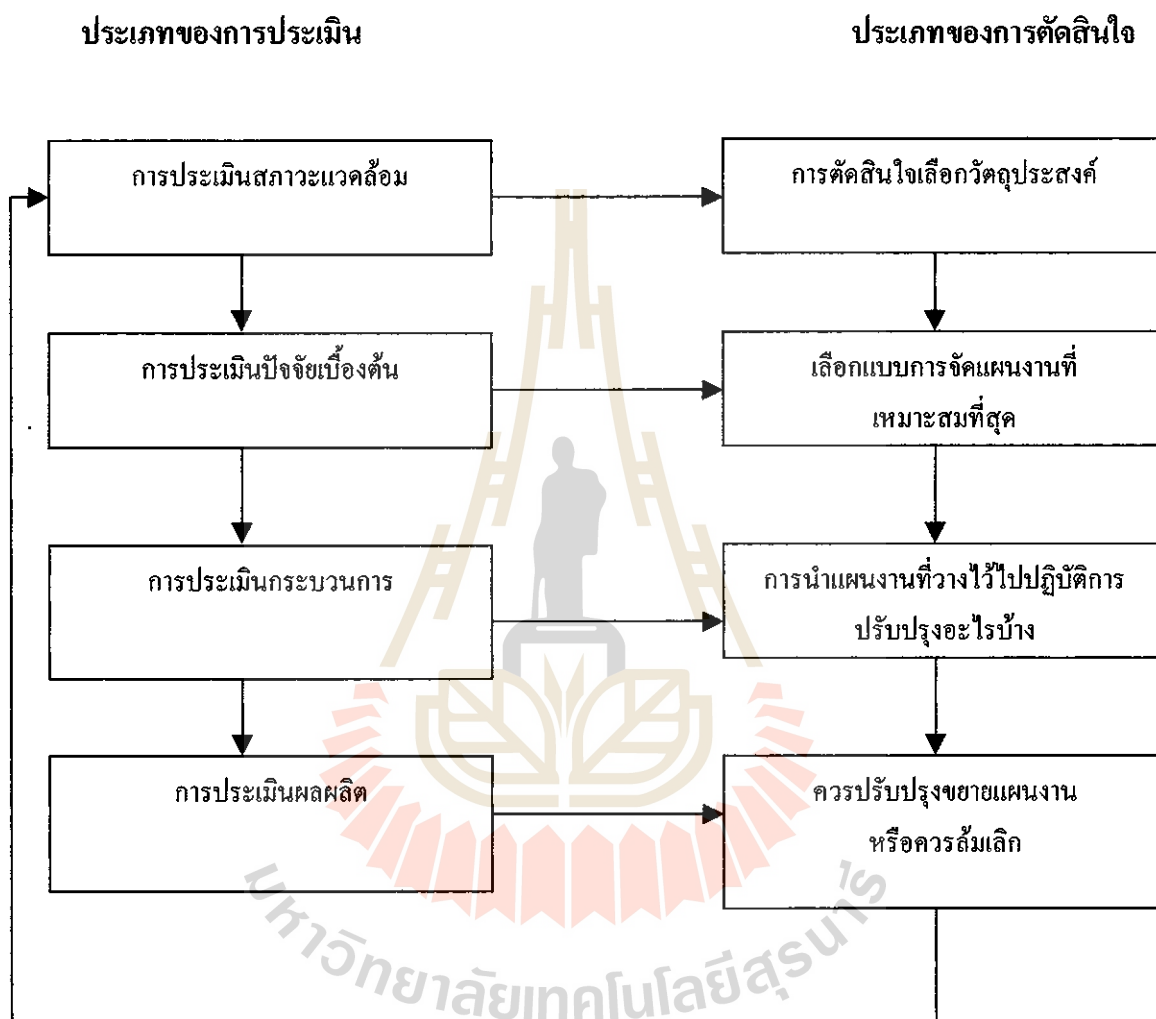 ประเภทของการประเมิน
ประเภทของการตัดสินใจ
การประเมินสภาวะแวดล้อม
การตัดสินใจเลือกวัตถุประสงค์
การประเมินปัจจัยเบื้องต้น
เลือกแบบการจัดแผนงานที่
เหมาะสมที่สุด
การประเมินกระบวนการ
การนำแผนงานที่วางไว้ไปปฏิบัติการ
ปรับปรุงอะไรบ้าง
การประเมินผลผลิต
ควรปรับปรุงขยายแผนงาน
หรือควรล้มเลิก
มหาวิทยาลัยเทคโนโลยีสุรนารี